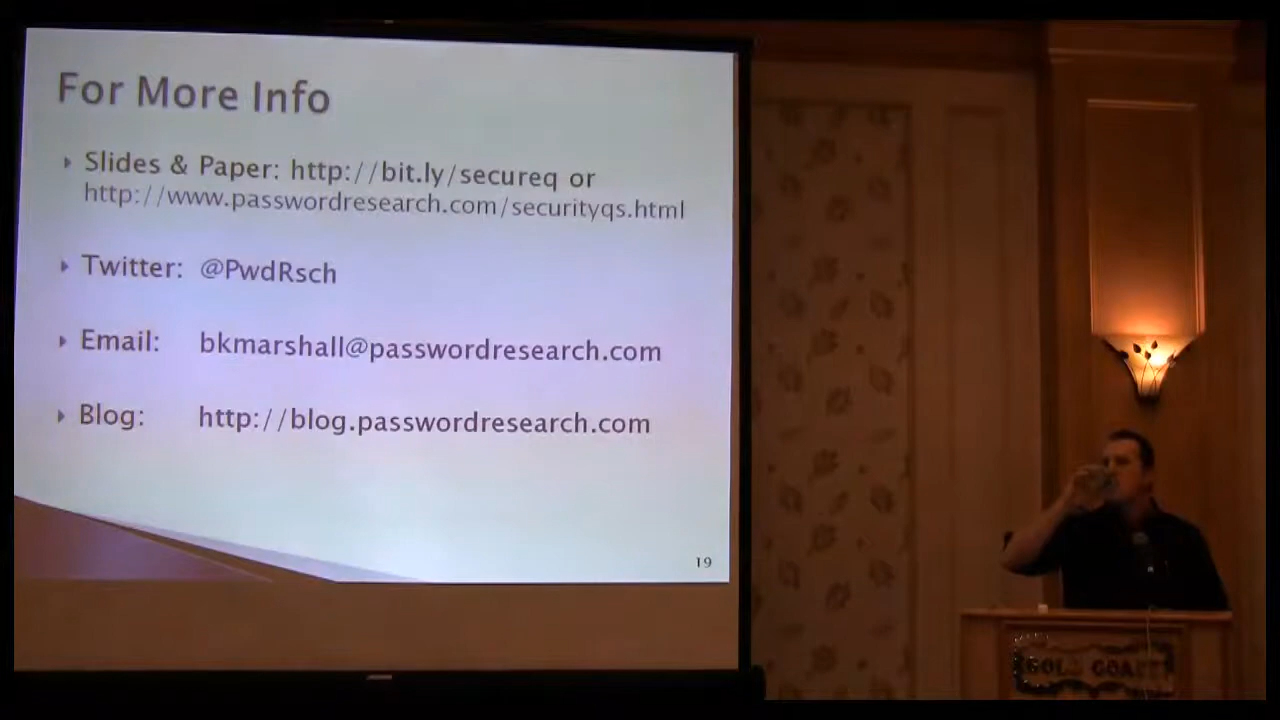 For More Info
Slides & Paper: http://bit.ly/secureq or
http://www.passwordresearch.com/securityqs.html
Twitter: @PwdRsch
Email: bkmarshall@passwordresearch.com
Blog: http://blog.passwordresearch.com
19
GOLD COAST